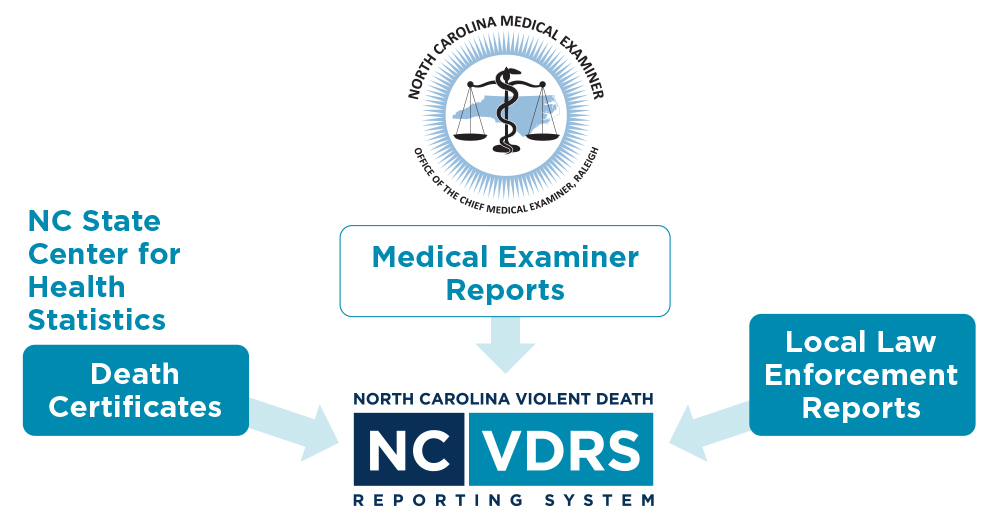 NORTH CAROLINA MEDICAL EXAMINER
OFFICE OF THE CHIEF MEDICAL EXAMINER, RALEIGH
NC State
Center for
Health
Statistics
Death
Certificates
Medical Examiner
Reports
Local Law
Enforcement
Reports
NORTH CAROLINA VIOLENT DEATH
NC VDRS
REPORTING SYSTEM